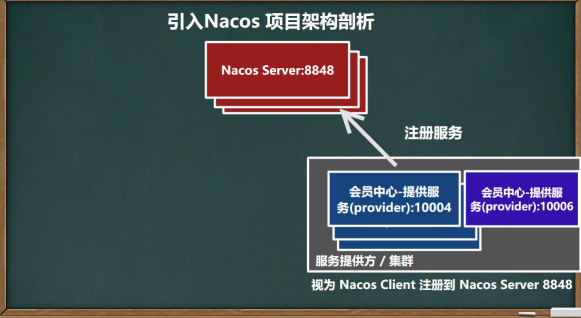 引入Nacos 项目架构剖析
Nacos Server:8848
注册服务
会员中心-提供服
务(provider):10004
会员中心-提供服
务(provider):10006
服务提供方 / 集群
视为 Nacos Client 注册到 Nacos Server 8848